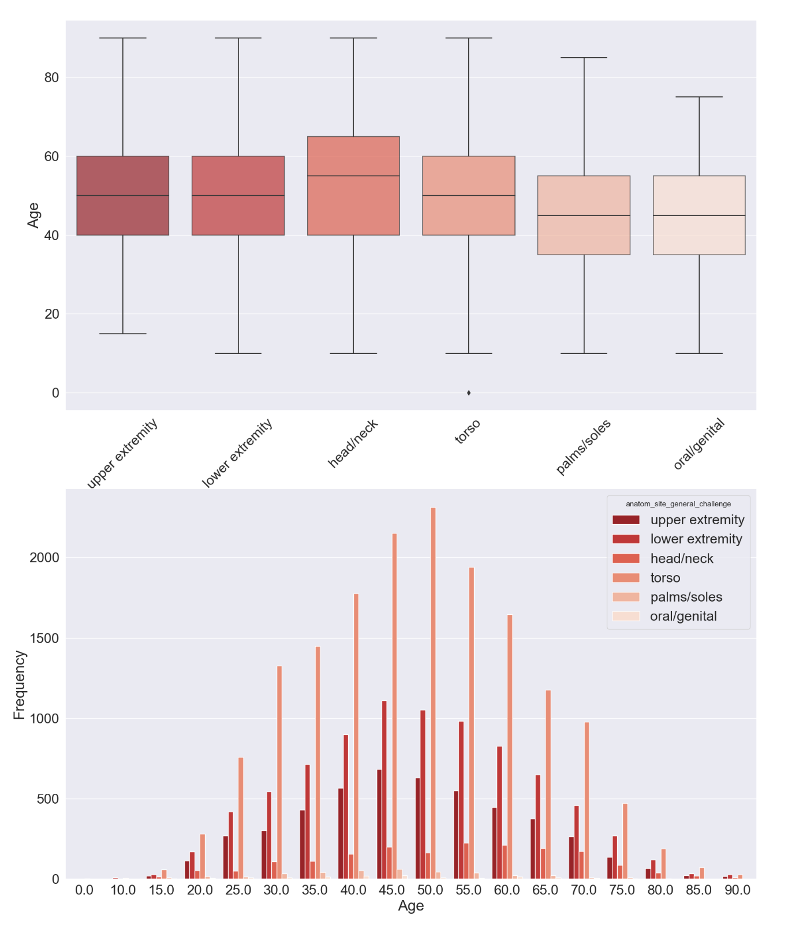 80
60
Age
40
20
0
upper extremity
lower extremity
head/neck
torso
palms/soles
oral/genital
anatom_site_general_challenge
upper extremity
lower extremity
head/neck
torso
palms/soles
oral/genital
2000
1500
Frequency
1000
500
0
0.0 10.0 15.0 20.0 25.0 30.0 35.0 40.0 45.0 50.0 55.0 60.0 65.0 70.0 75.0 80.0 85.0 90.0
Age